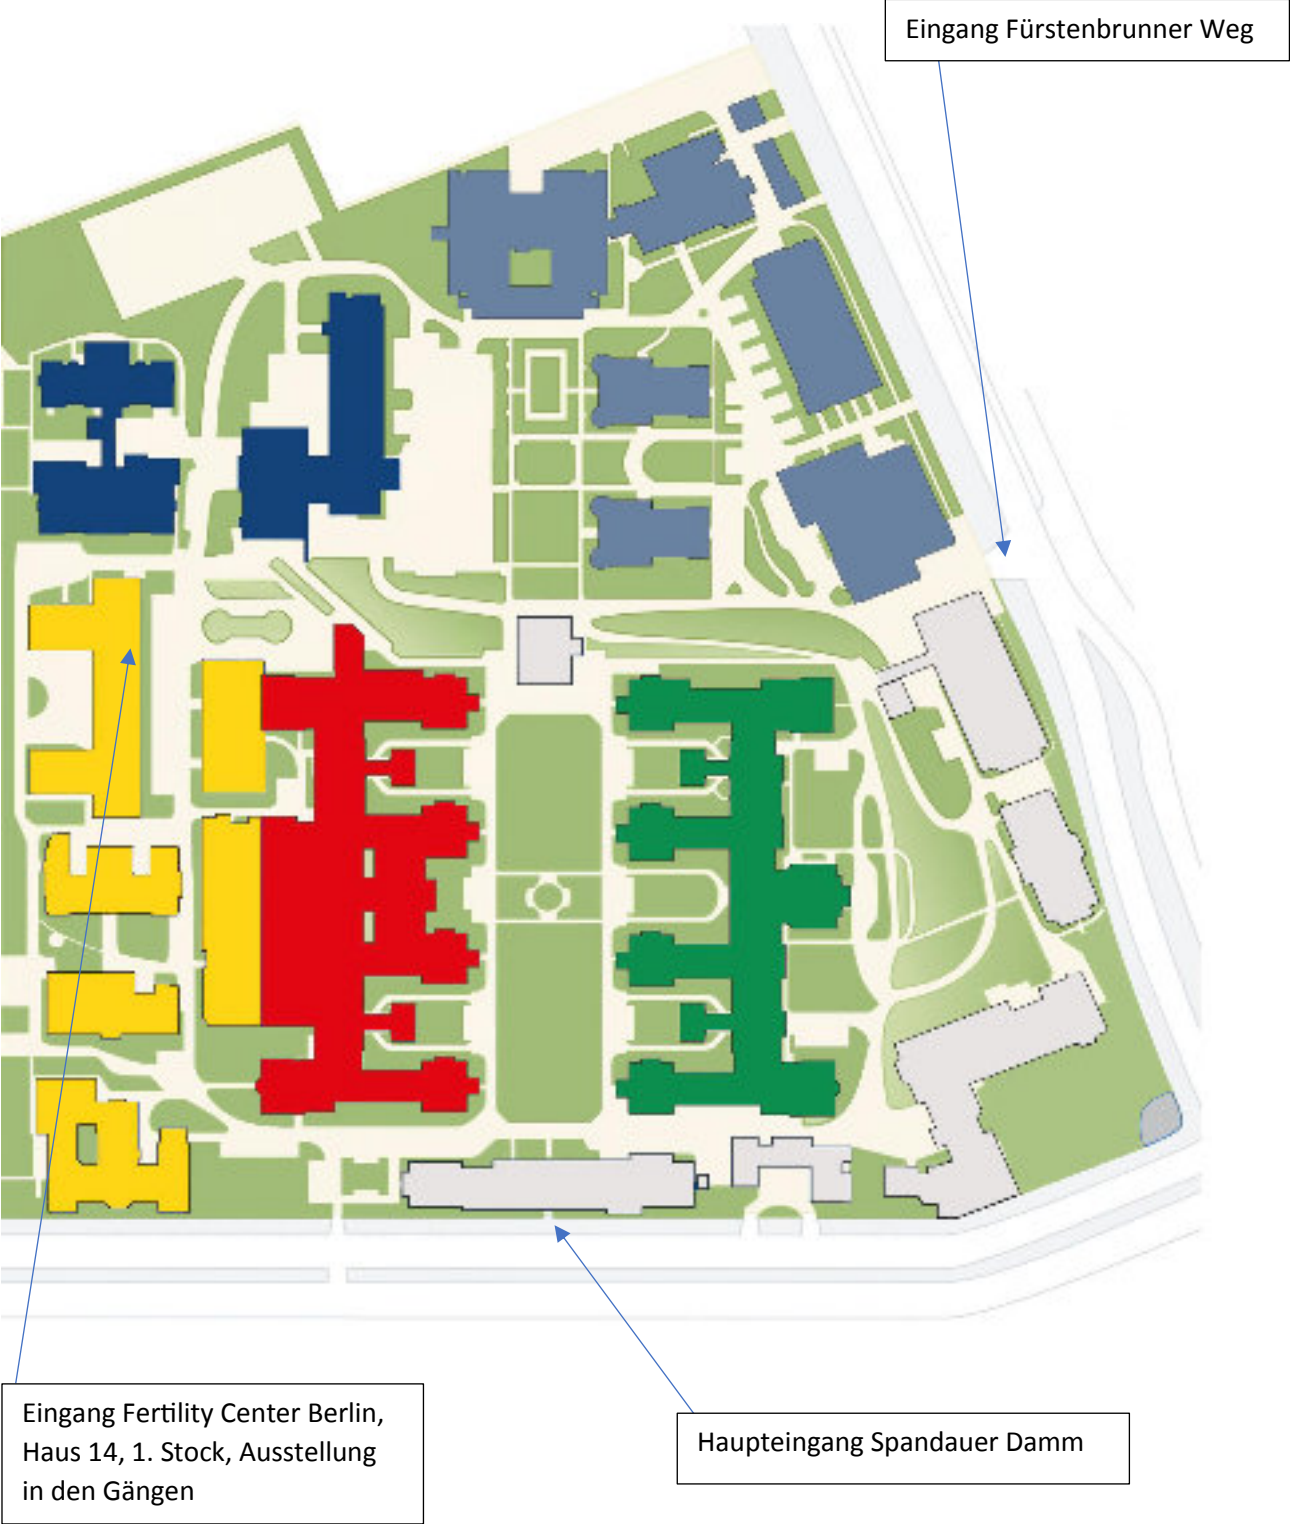 Eingang Fürstenbrunner Weg
Eingang Fertility Center Berlin,
Haus 14, 1. Stock, Ausstellung
in den Gängen
Haupteingang Spandauer Damm